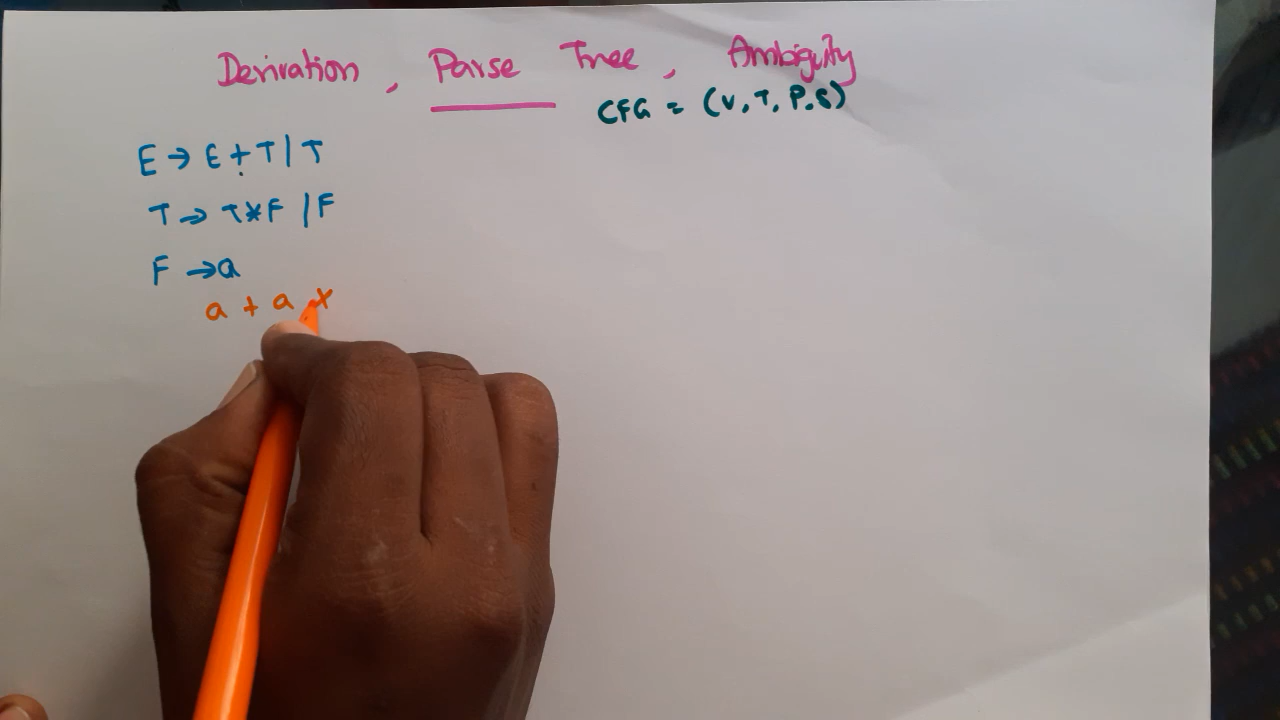 Derivation, Parse Tree, Ambiguity
CFG = (V, T, P, S)
E → E + T | T
T → T * F | F
F → a
a + a *